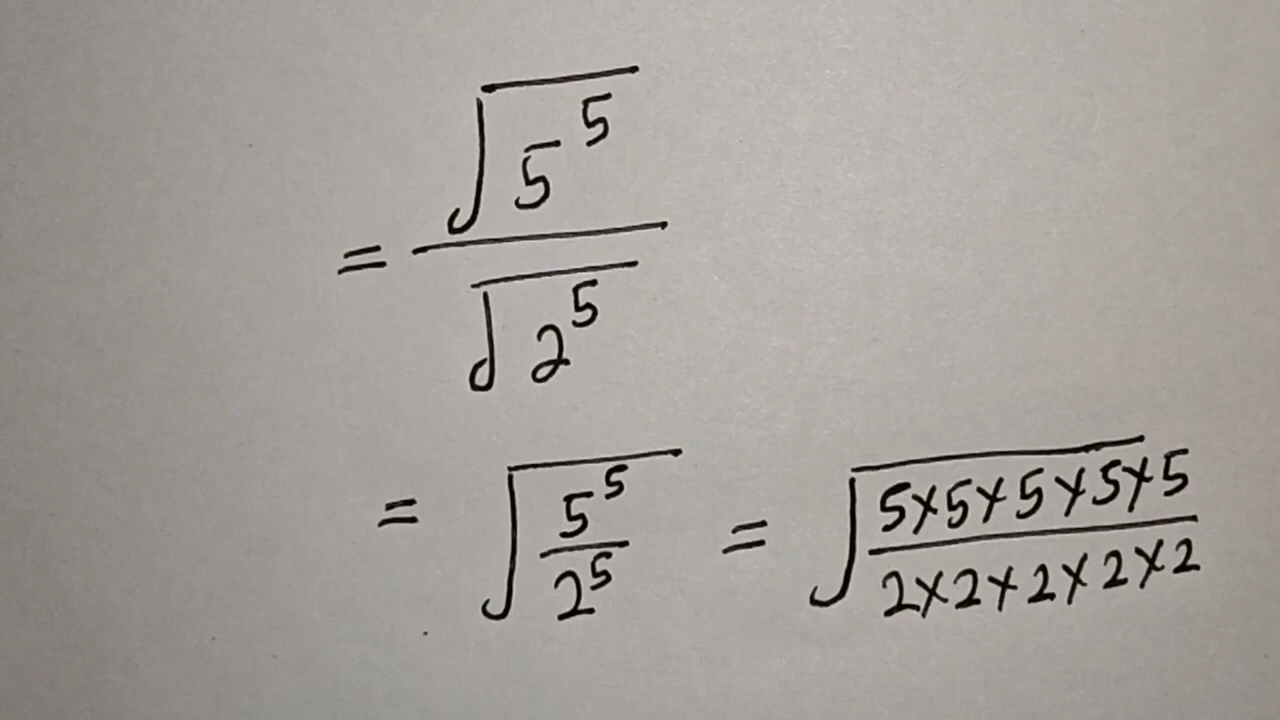 = √5⁵ / √2⁵
= √(5⁵/2⁵) = √(5×5×5×5×5 / 2×2×2×2×2)